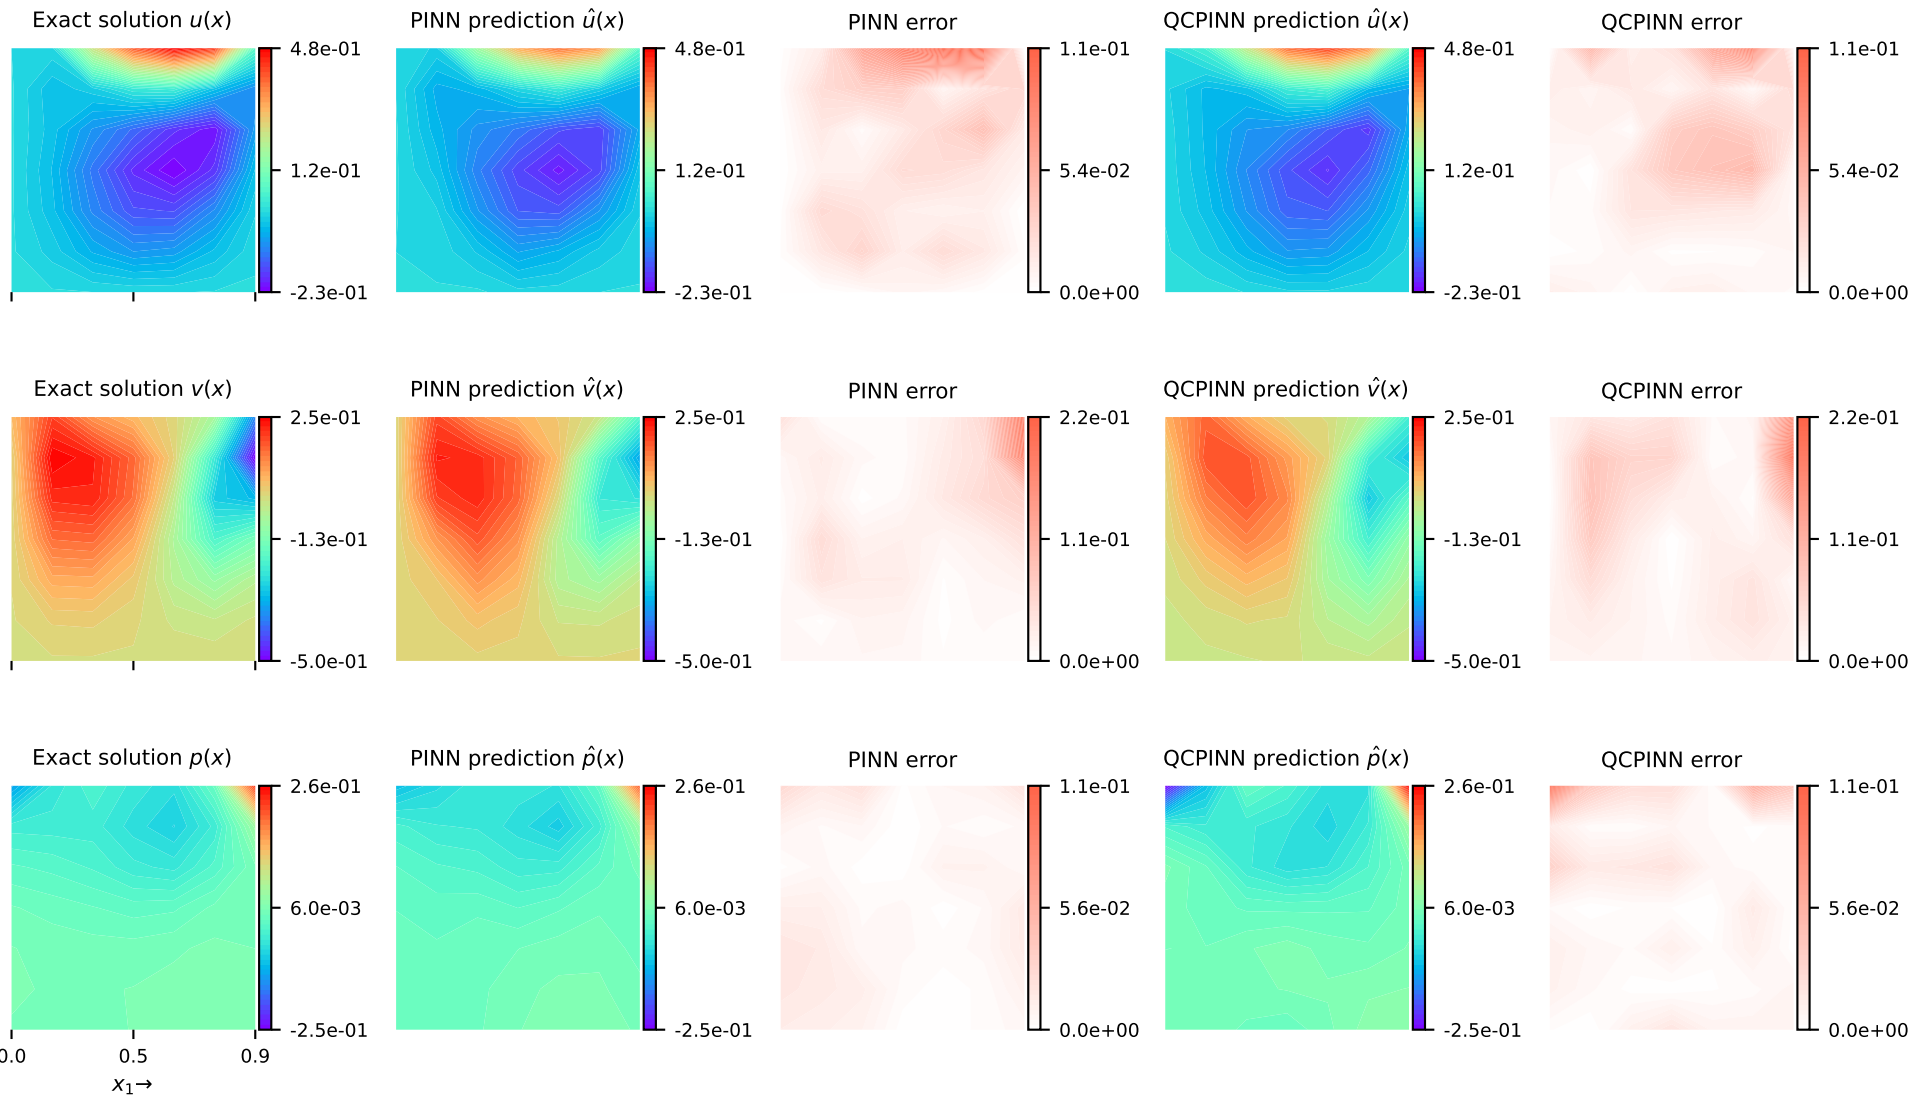 Exact solution u(x)
PINN prediction û(x)
PINN error
QCPINN prediction û(x)
QCPINN error
4.8e-01
4.8e-01
1.1e-01
4.8e-01
1.1e-01
1.2e-01
1.2e-01
5.4e-02
1.2e-01
5.4e-02
-2.3e-01
-2.3e-01
0.0e+00
-2.3e-01
0.0e+00
Exact solution v(x)
PINN prediction v̂(x)
PINN error
QCPINN prediction v̂(x)
QCPINN error
2.5e-01
2.5e-01
2.2e-01
2.5e-01
2.2e-01
-1.3e-01
-1.3e-01
1.1e-01
-1.3e-01
1.1e-01
-5.0e-01
-5.0e-01
0.0e+00
-5.0e-01
0.0e+00
Exact solution p(x)
PINN prediction p̂(x)
PINN error
QCPINN prediction p̂(x)
QCPINN error
2.6e-01
2.6e-01
1.1e-01
2.6e-01
1.1e-01
6.0e-03
6.0e-03
5.6e-02
6.0e-03
5.6e-02
-2.5e-01
-2.5e-01
0.0e+00
-2.5e-01
0.0e+00
0.0
0.5
0.9
x₁→